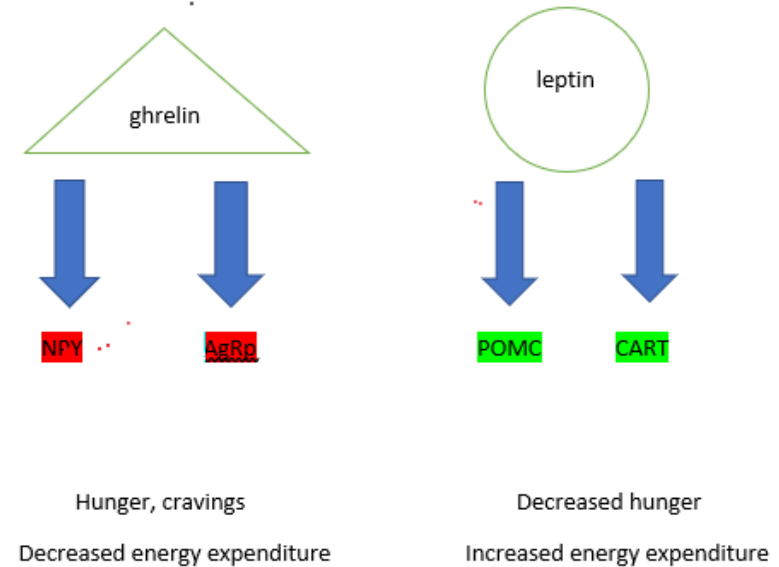 ghrelin
leptin
NPY
AgRp
POMC
CART
Hunger, cravings
Decreased hunger
Decreased energy expenditure
Increased energy expenditure